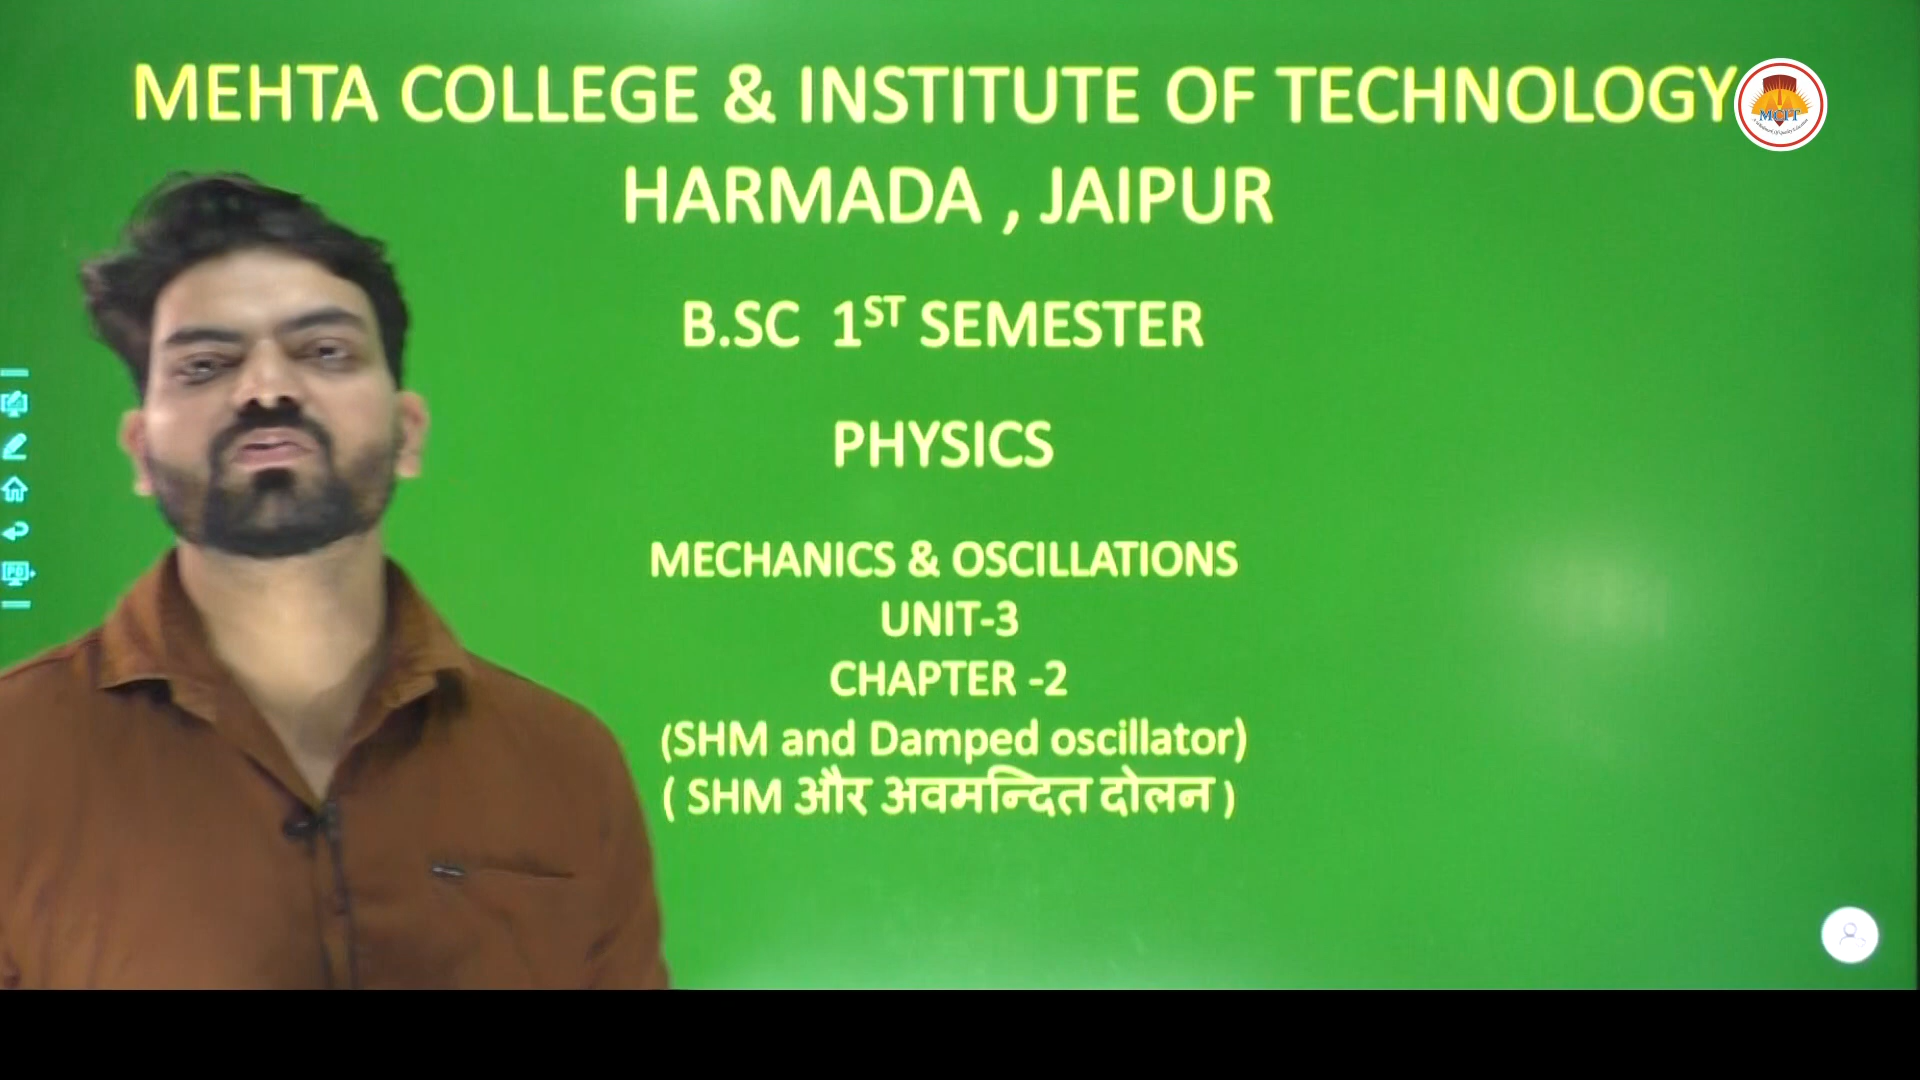 MEHTA COLLEGE & INSTITUTE OF TECHNOLOGY
MCIT
HARMADA , JAIPUR
B.SC 1ST SEMESTER
PHYSICS
MECHANICS & OSCILLATIONS
UNIT-3
CHAPTER -2
(SHM and Damped oscillator)
( SHM और अवमन्दित दोलन )